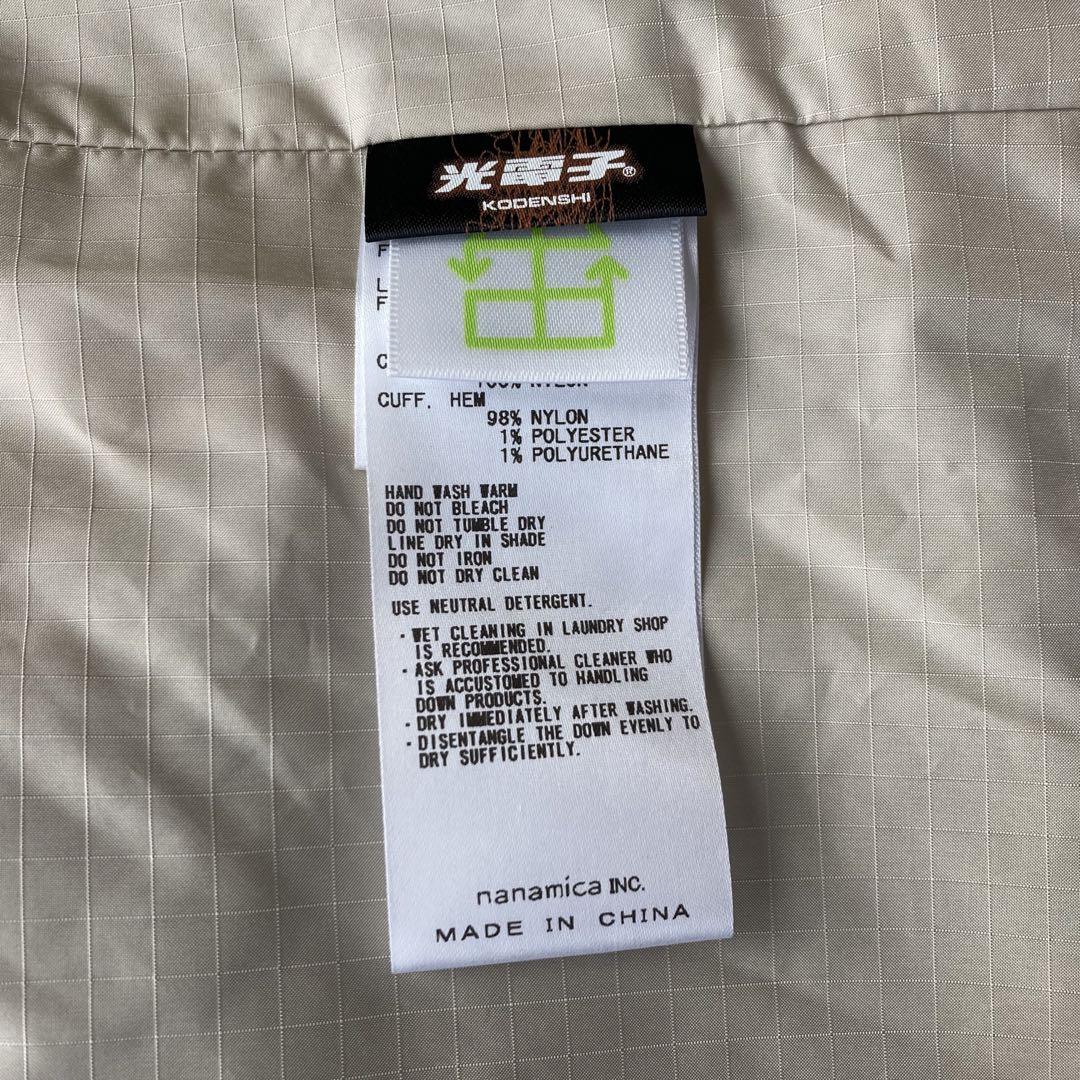 光電子®
KODENSHI
F
L
F
C
100% NYLON
CUFF. HEM
98% NYLON
1% POLYESTER
1% POLYURETHANE
HAND WASH WARM
DO NOT BLEACH
DO NOT TUMBLE DRY
LINE DRY IN SHADE
DO NOT IRON
DO NOT DRY CLEAN
USE NEUTRAL DETERGENT.
・WET CLEANING IN LAUNDRY SHOP
IS RECOMMENDED.
・ASK PROFESSIONAL CLEANER WHO
IS ACCUSTOMED TO HANDLING
DOWN PRODUCTS.
・DRY IMMEDIATELY AFTER WASHING.
・DISENTANGLE THE DOWN EVENLY TO
DRY SUFFICIENTLY.
nanamica INC.
MADE IN CHINA